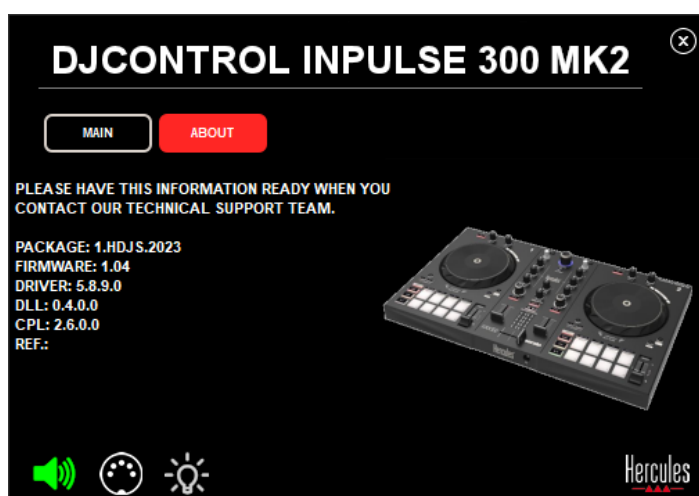 DJCONTROL INPULSE 300 MK2
MAIN
ABOUT
PLEASE HAVE THIS INFORMATION READY WHEN YOU
CONTACT OUR TECHNICAL SUPPORT TEAM.
PACKAGE: 1.HDJS.2023
FIRMWARE: 1.04
DRIVER: 5.8.9.0
DLL: 0.4.0.0
CPL: 2.6.0.0
REF.:
Hercules
Hercules